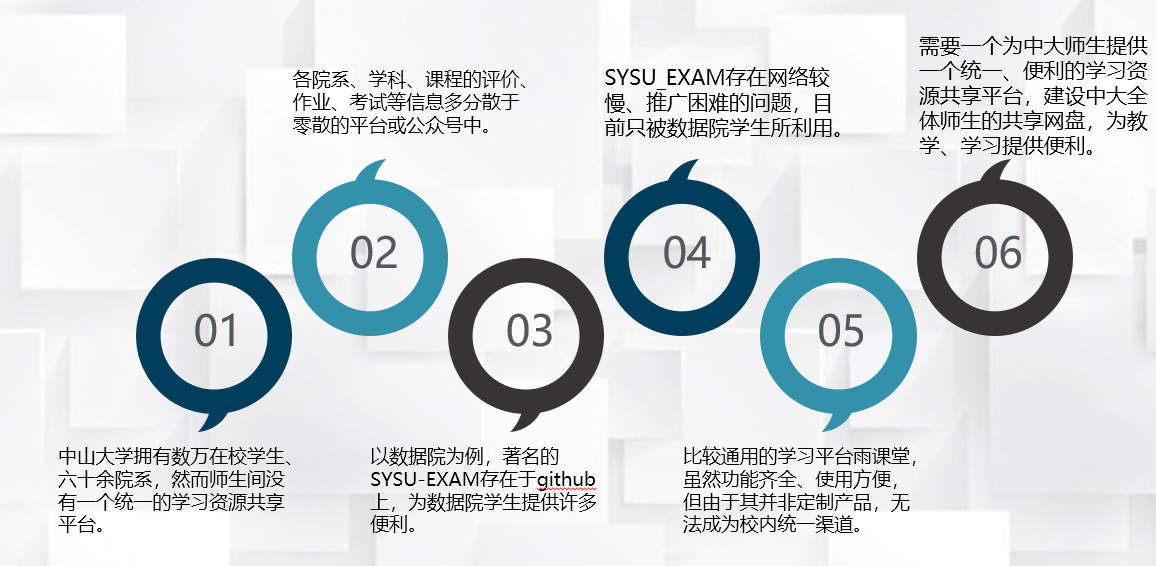 01
中山大学拥有数万在校学生、
六十余院系，然而师生间没
有一个统一的学习资源共享
平台。
各院系、学科、课程的评价、
作业、考试等信息多分散于
零散的平台或公众号中。
02
03
以数据院为例，著名的
SYSU-EXAM存在于github
上，为数据院学生提供许多
便利。
SYSU_EXAM存在网络较
慢、推广困难的问题，目
前只被数据院学生所利用。
04
05
比较通用的学习平台雨课堂，
虽然功能齐全、使用方便，
但由于其并非定制产品，无
法成为校内统一渠道。
需要一个为中大师生提供
一个统一、便利的学习资
源共享平台，建设中大全
体师生的共享网盘，为教
学、学习提供便利。
06